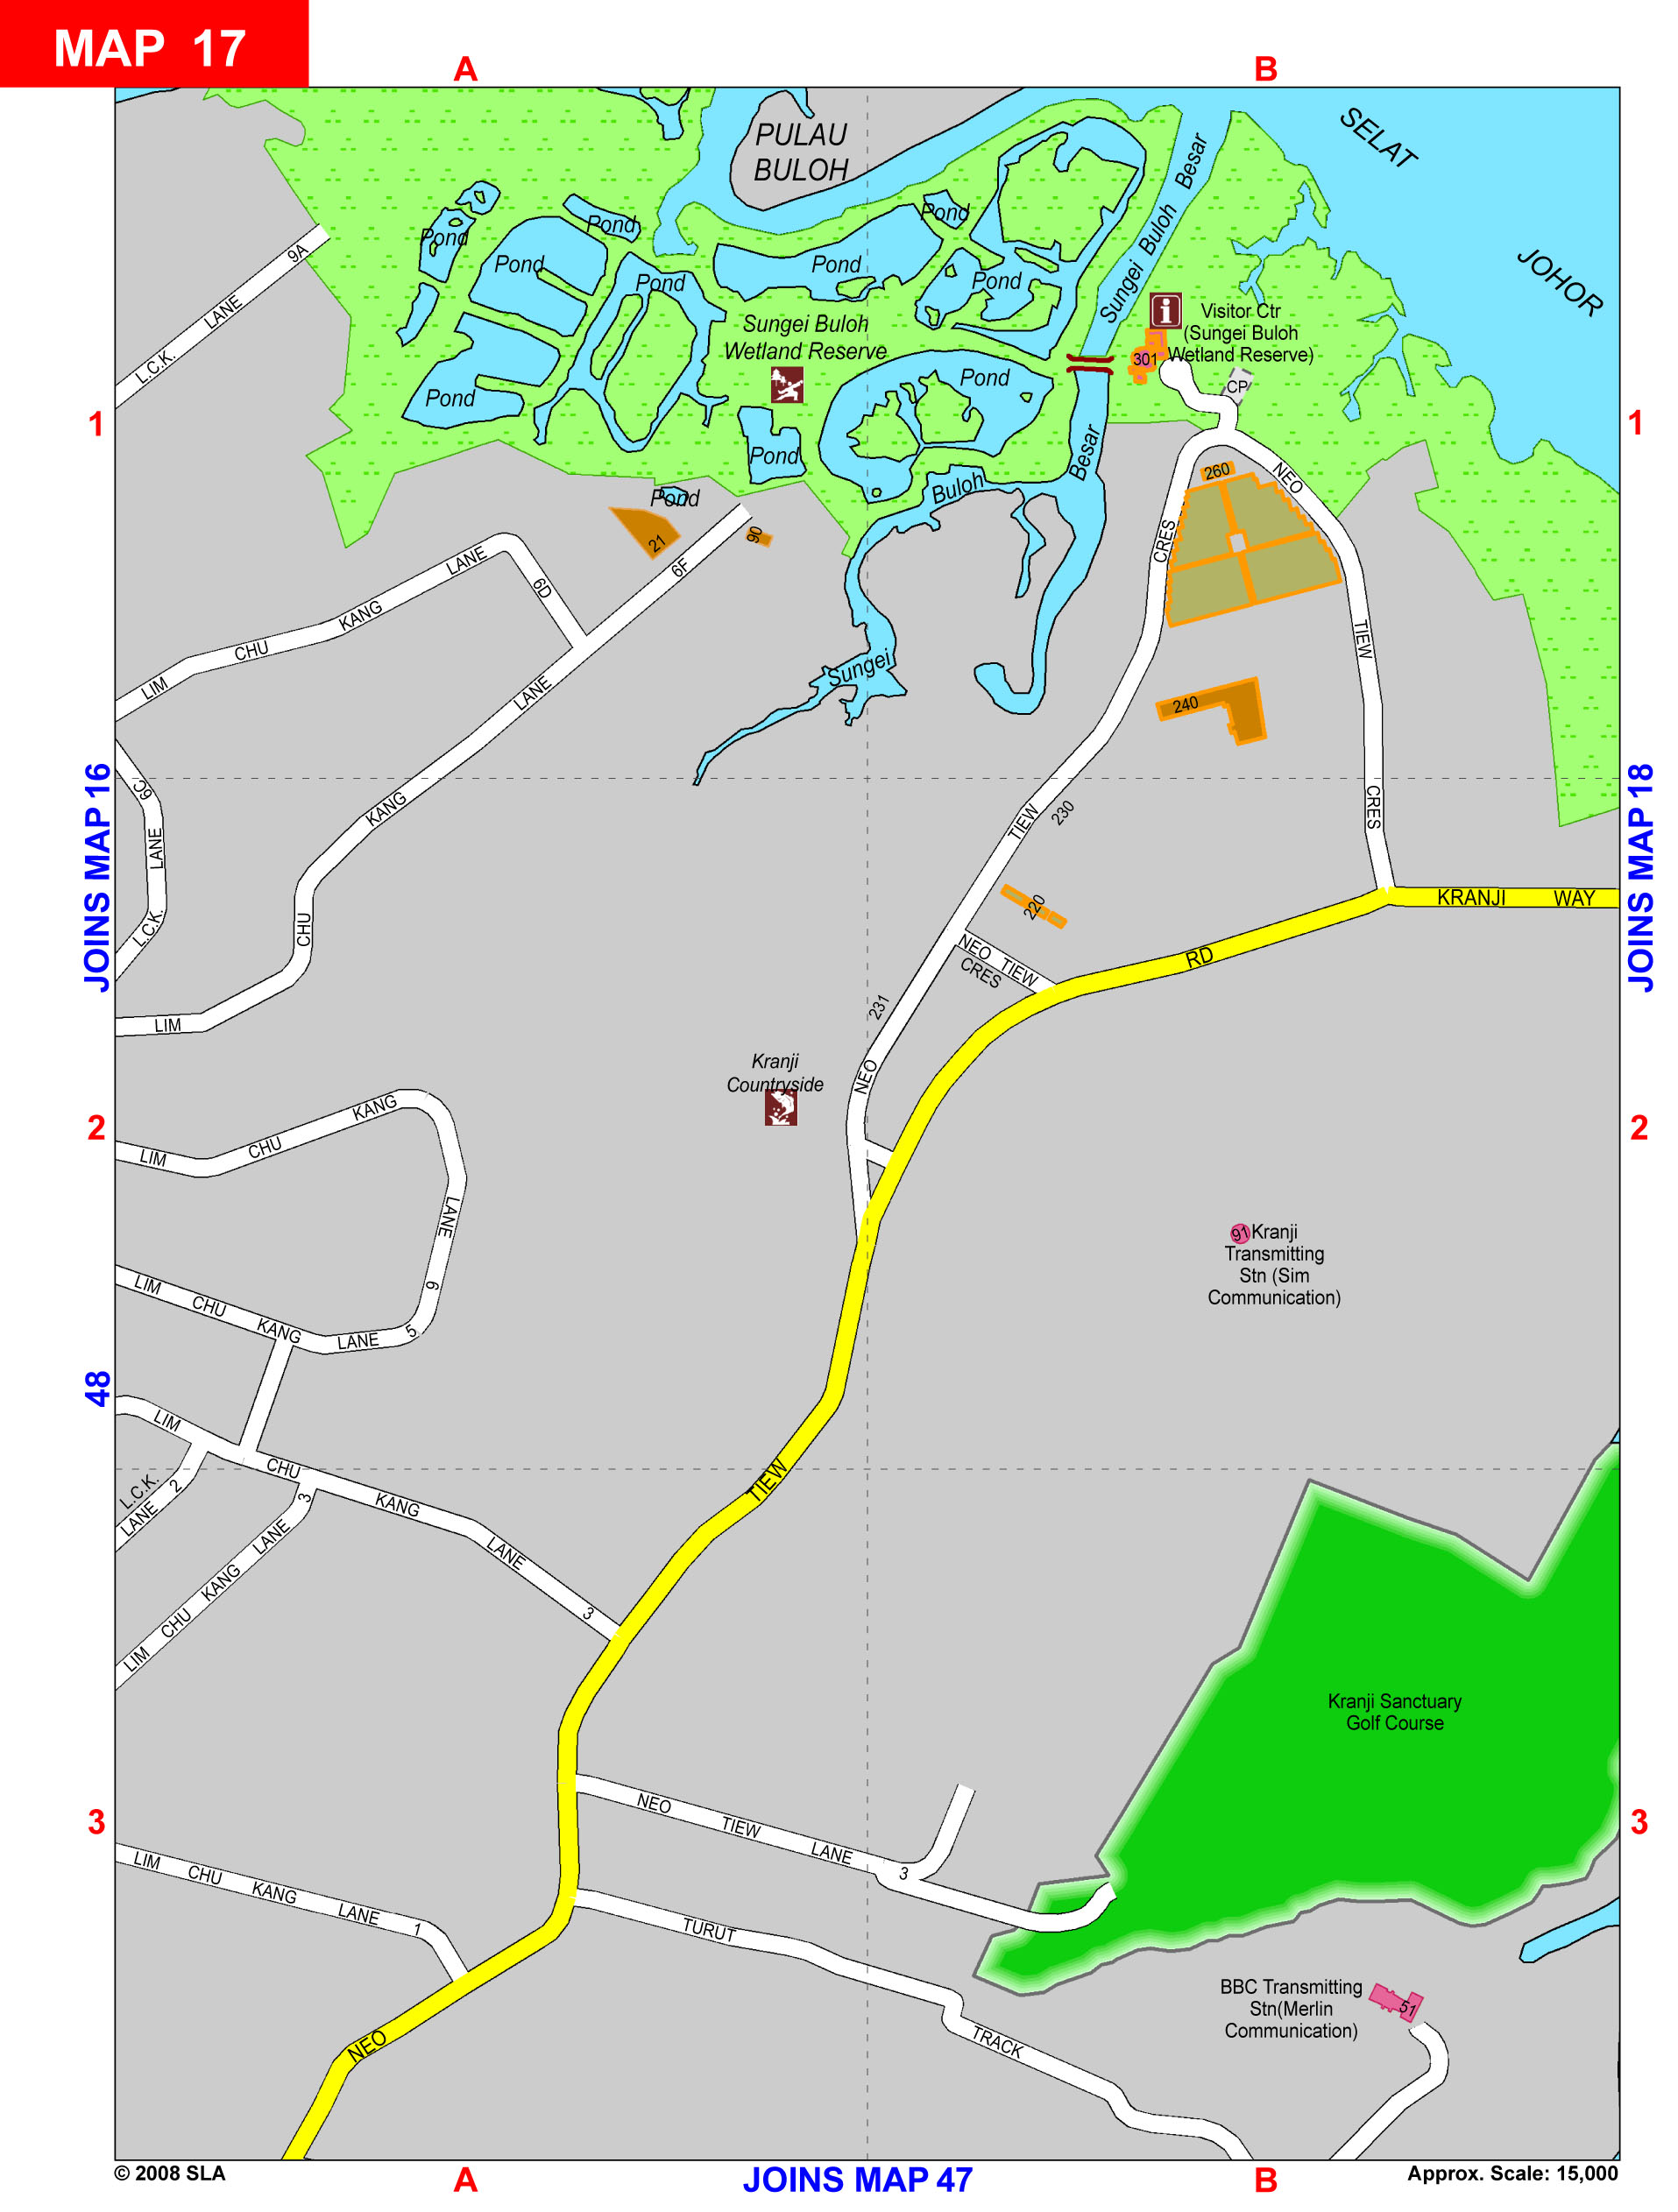 MAP 17
A
B
PULAU
BULOH
SELAT
JOHOR
Sungei Buloh Besar
Pond
Pond
Pond
Pond
Pond
Pond
Pond
Pond
Pond
Pond
Pond
Pond
Sungei Buloh
Wetland Reserve
Visitor Ctr
(Sungei Buloh
Wetland Reserve)
301
CP
L.C.K. LANE 9A
1
1
Besar
Buloh
Sungei
NEO
TIEW
CRES
CRES
260
21
90
6F
LIM CHU KANG LANE 6D
240
LIM CHU KANG LANE
JOINS MAP 16
JOINS MAP 18
L.C.K. LANE 6C
TIEW
230
220
KRANJI WAY
RD
NEO TIEW
CRES
231
NEO
Kranji
Countryside
2
2
LIM CHU KANG LANE 6
LIM CHU KANG LANE 5
91
Kranji
Transmitting
Stn (Sim
Communication)
48
LIM CHU KANG LANE 3
L.C.K.
LANE 2
LIM CHU KANG LANE 3
TIEW
Kranji Sanctuary
Golf Course
3
3
NEO TIEW LANE 3
LIM CHU KANG LANE 1
TURUT TRACK
NEO
BBC Transmitting
Stn(Merlin
Communication)
51
© 2008 SLA
A
JOINS MAP 47
B
Approx. Scale: 15,000